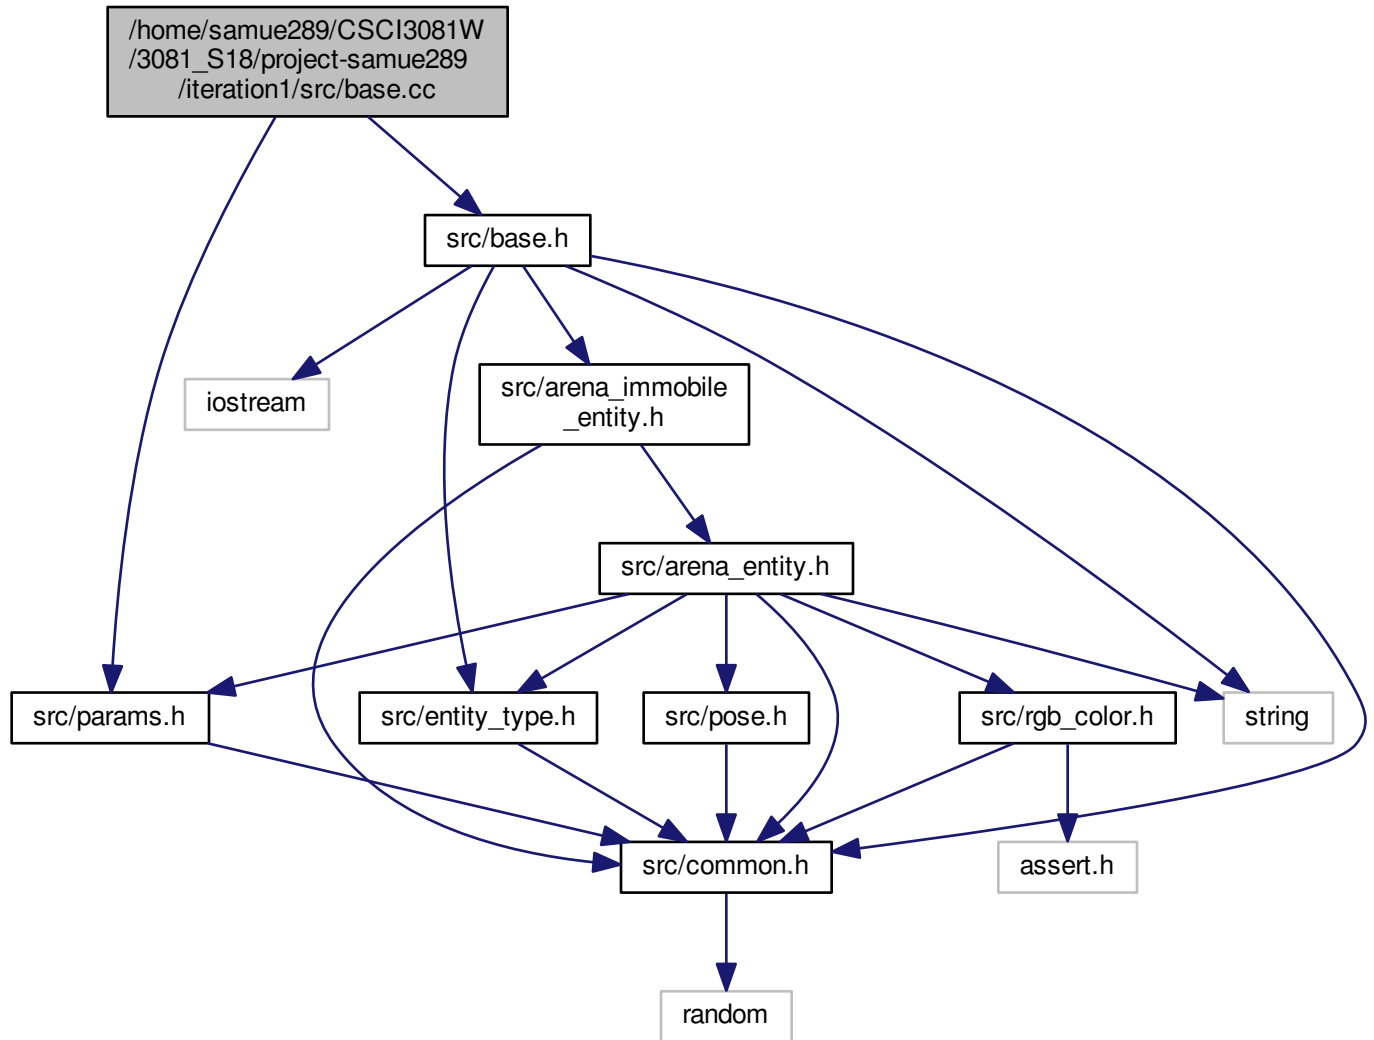 /home/samue289/CSCI3081W
/3081_S18/project-samue289
/iteration1/src/base.cc
src/base.h
iostream
src/arena_immobile
_entity.h
src/arena_entity.h
src/params.h
src/entity_type.h
src/pose.h
src/rgb_color.h
string
src/common.h
assert.h
random